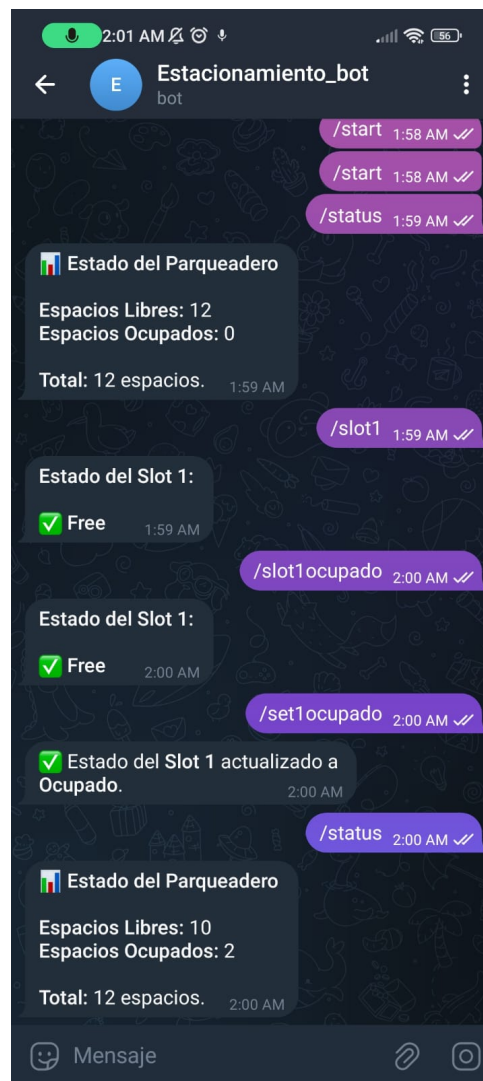 2:01 AM
56
E
Estacionamiento_bot
bot
/start 1:58 AM
/start 1:58 AM
/status 1:59 AM
Estado del Parqueadero
Espacios Libres: 12
Espacios Ocupados: 0
Total: 12 espacios. 1:59 AM
/slot1 1:59 AM
Estado del Slot 1:
Free 1:59 AM
/slot1ocupado 2:00 AM
Estado del Slot 1:
Free 2:00 AM
/set1ocupado 2:00 AM
Estado del Slot 1 actualizado a
Ocupado. 2:00 AM
/status 2:00 AM
Estado del Parqueadero
Espacios Libres: 10
Espacios Ocupados: 2
Total: 12 espacios. 2:00 AM
Mensaje